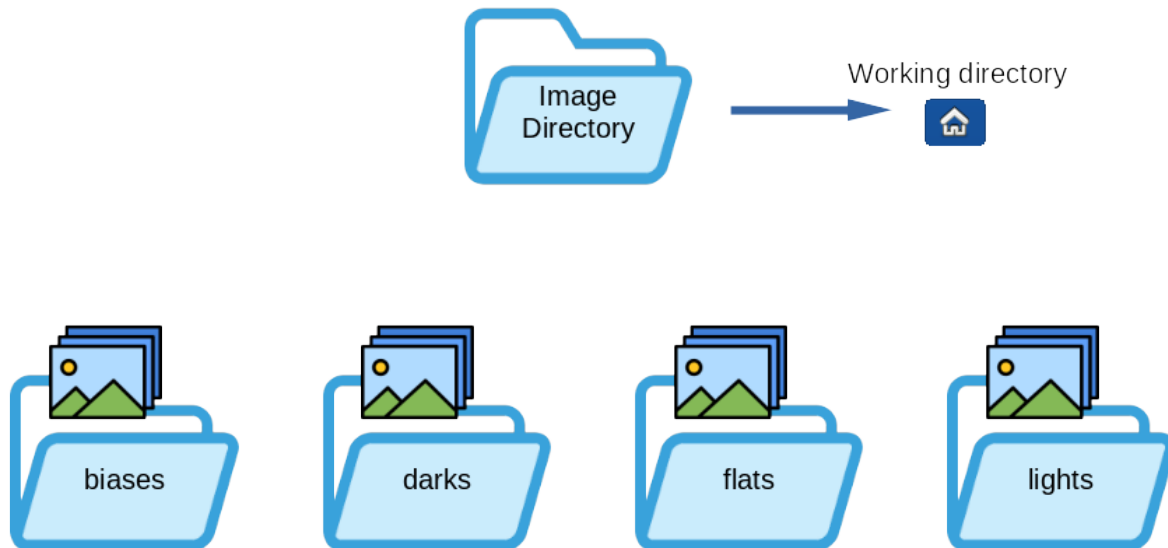 Image
Directory
Working directory
biases
darks
flats
lights